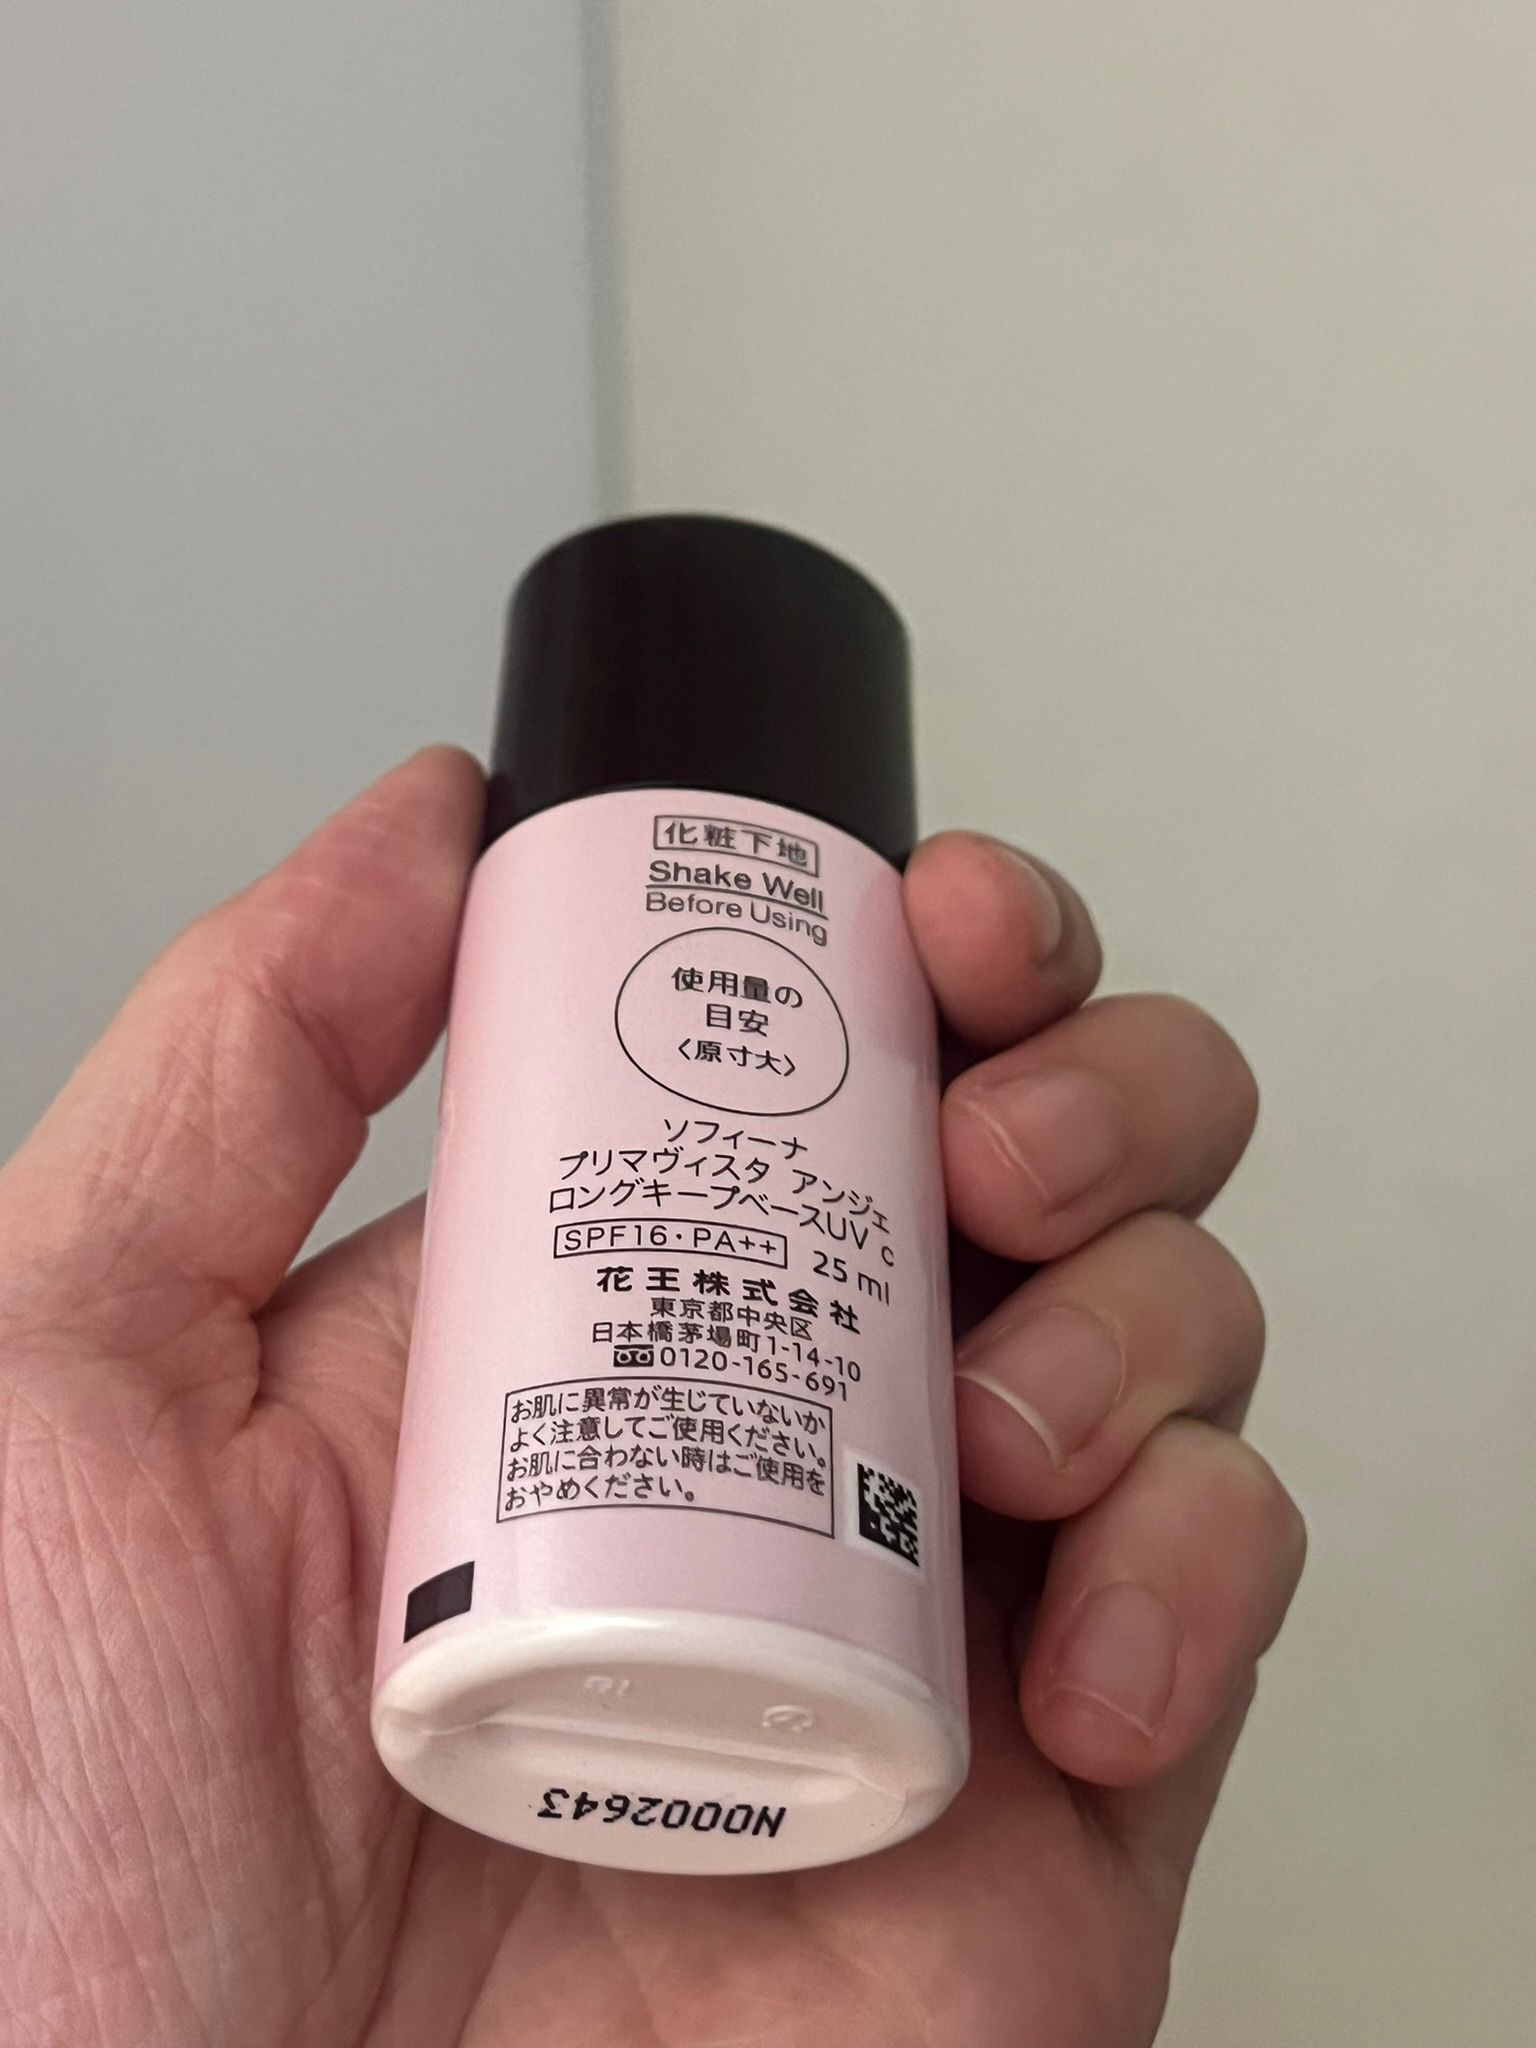 化粧下地
Shake Well
Before Using
使用量の
目安
〈原寸大〉
ソフィーナ
プリマヴィスタ アンジェ
ロングキープベースUV c
SPF16・PA++ 25 ml
花王株式会社
東京都中央区
日本橋茅場町1-14-10
0120-165-691
お肌に異常が生じていないか
よく注意してご使用ください。
お肌に合わない時はご使用を
おやめください。
N0002643